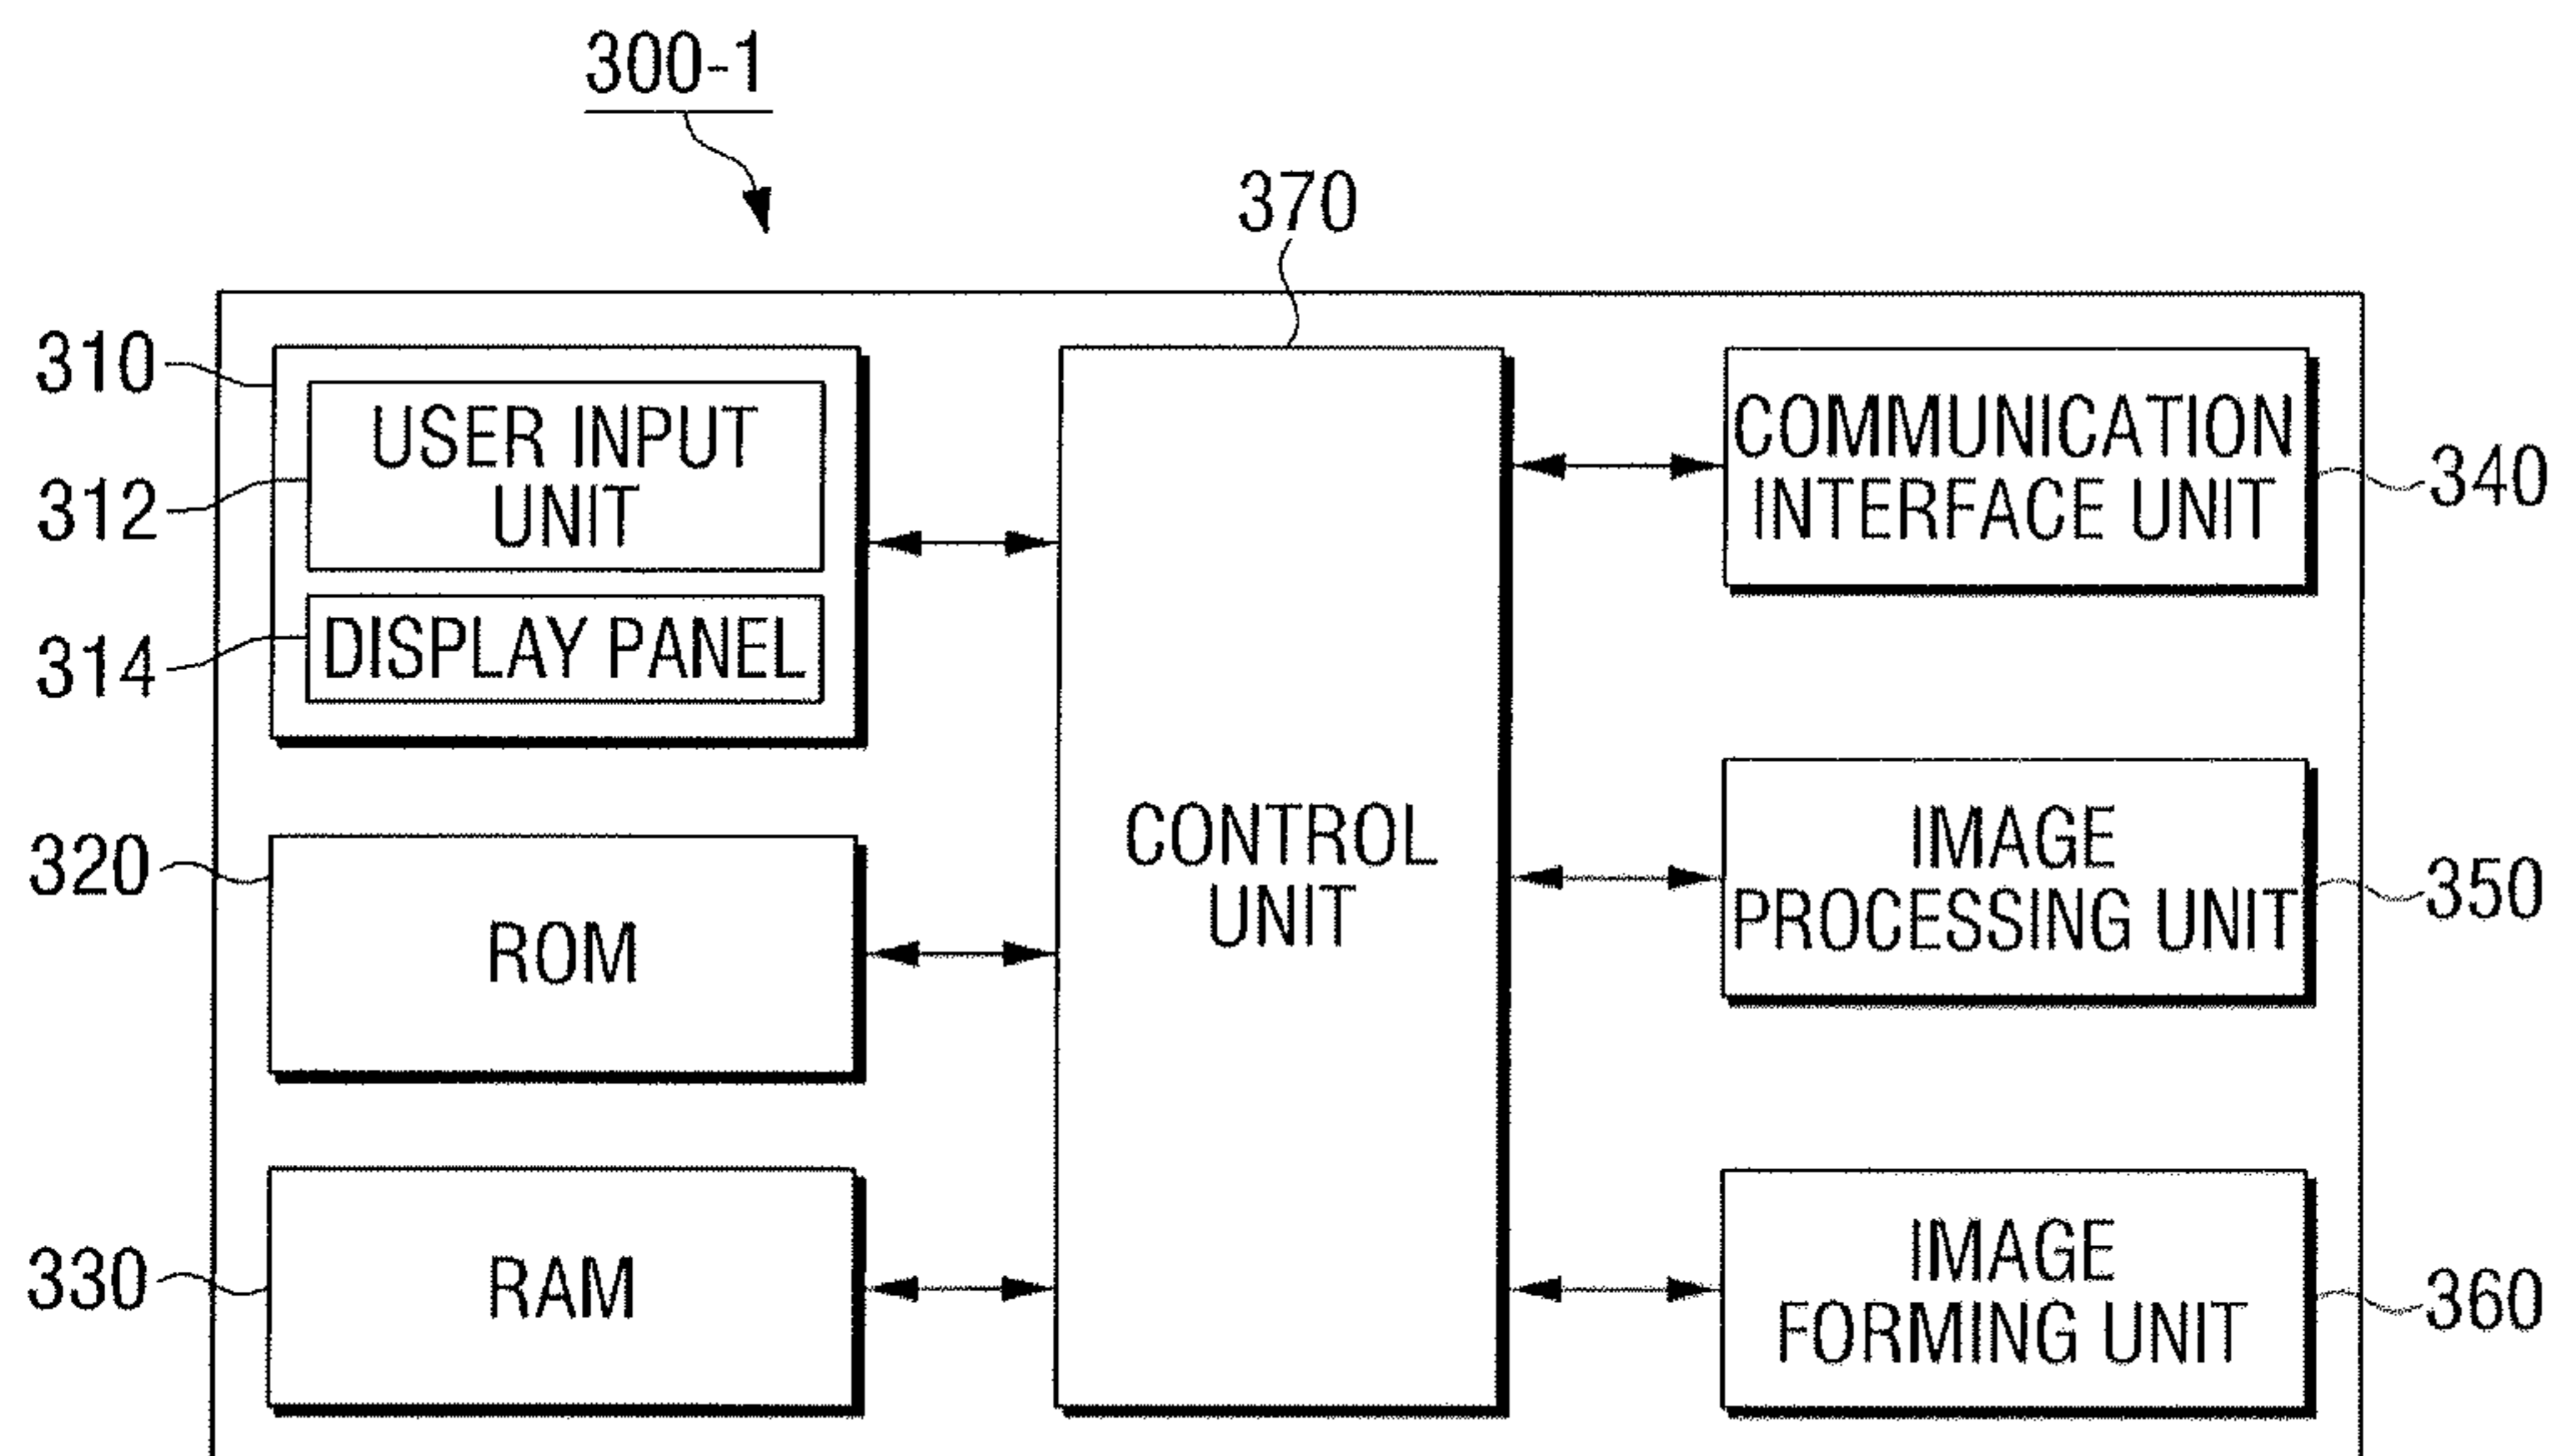 300-1
370
310
USER INPUT
UNIT
312
DISPLAY PANEL
314
320
ROM
330
RAM
CONTROL
UNIT
COMMUNICATION
INTERFACE UNIT
340
IMAGE
PROCESSING UNIT
350
IMAGE
FORMING UNIT
360